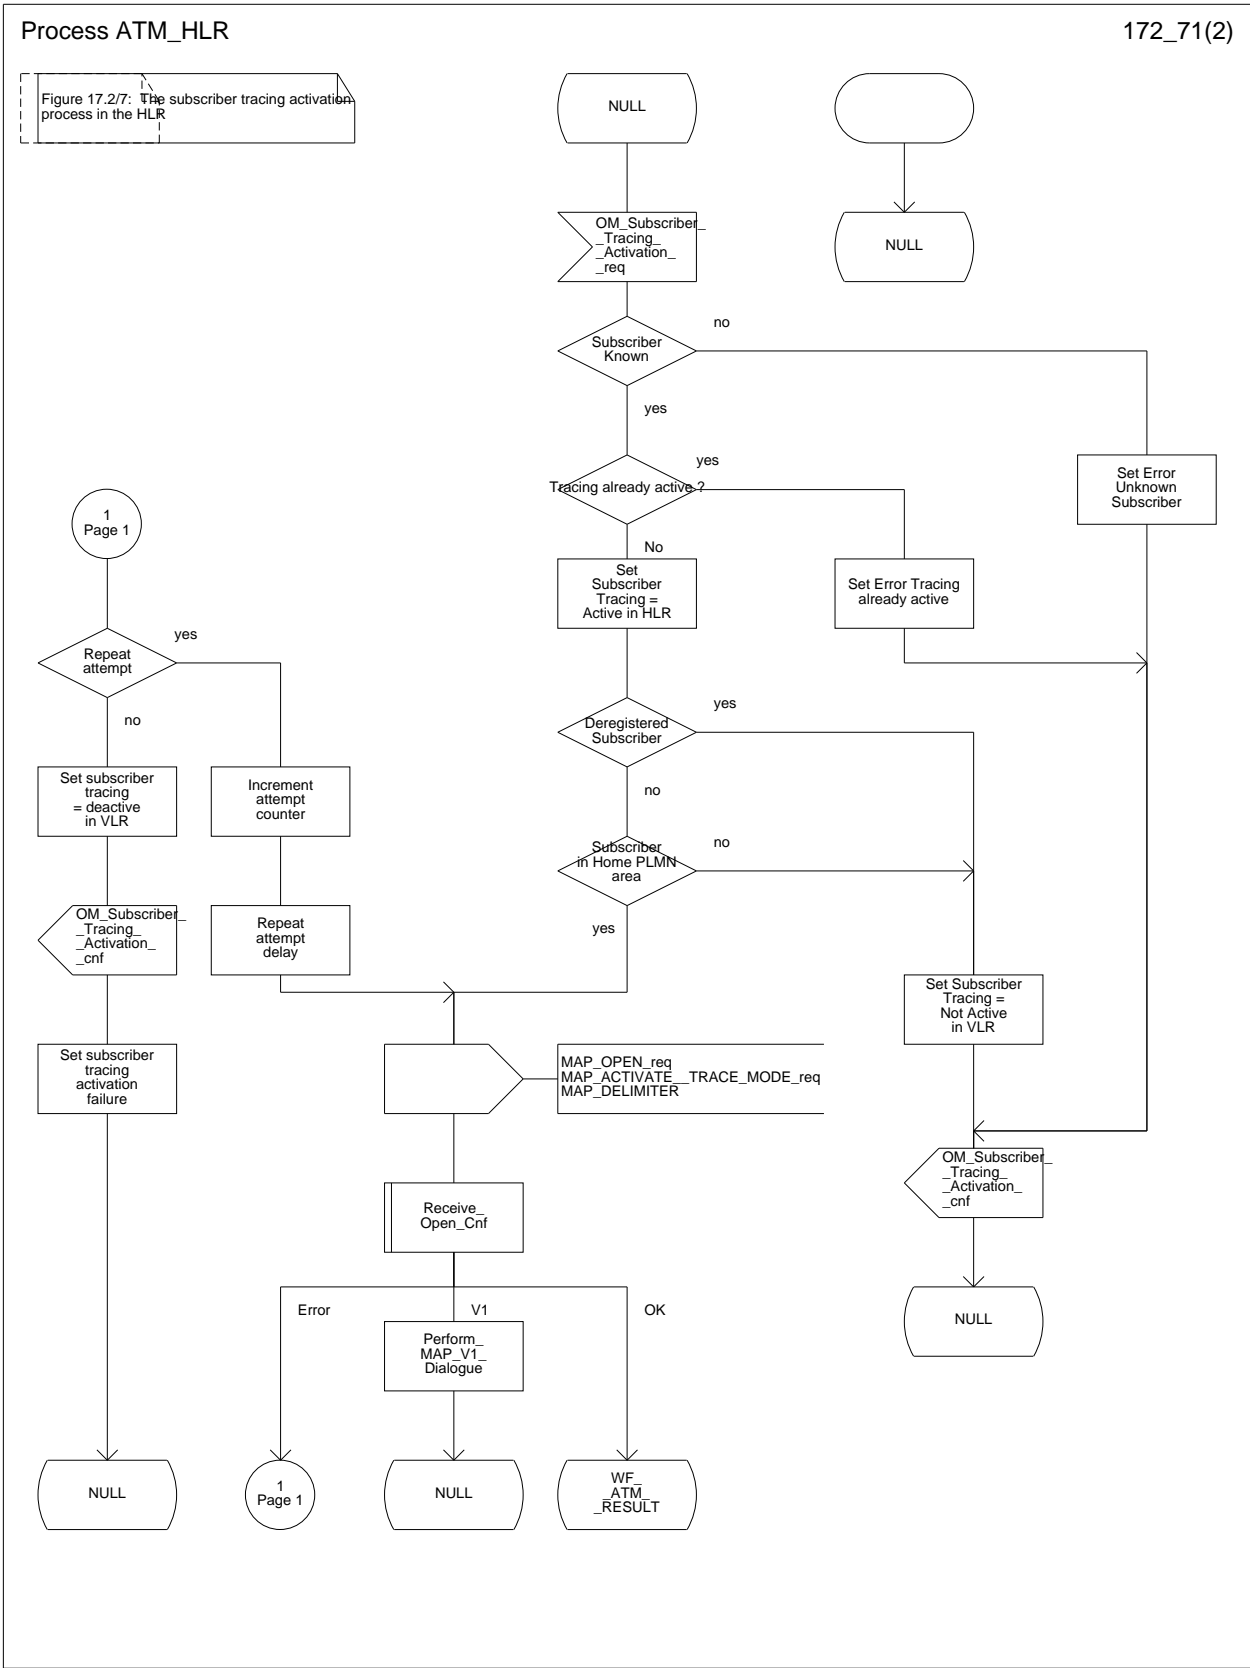 Process ATM_HLR
172_71(2)
Figure 17.2/7: The subscriber tracing activation
process in the HLR
NULL
OM_Subscriber_
_Tracing_
_Activation_
_req
NULL
Subscriber
Known
no
yes
Tracing already active ?
yes
No
Set Error
Unknown
Subscriber
1
Page 1
Set
Subscriber
Tracing =
Active in HLR
Set Error Tracing
already active
Repeat
attempt
yes
no
Deregistered
Subscriber
yes
no
Set subscriber
tracing
= deactive
in VLR
Increment
attempt
counter
Subscriber
in Home PLMN
area
no
yes
OM_Subscriber_
_Tracing_
_Activation_
_cnf
Repeat
attempt
delay
Set Subscriber
Tracing =
Not Active
in VLR
Set subscriber
tracing
activation
failure
MAP_OPEN_req
MAP_ACTIVATE__TRACE_MODE_req
MAP_DELIMITER
OM_Subscriber_
_Tracing_
_Activation_
_cnf
Receive_
Open_Cnf
Error
V1
OK
NULL
Perform_
MAP_V1_
Dialogue
NULL
1
Page 1
NULL
WF_
_ATM_
_RESULT